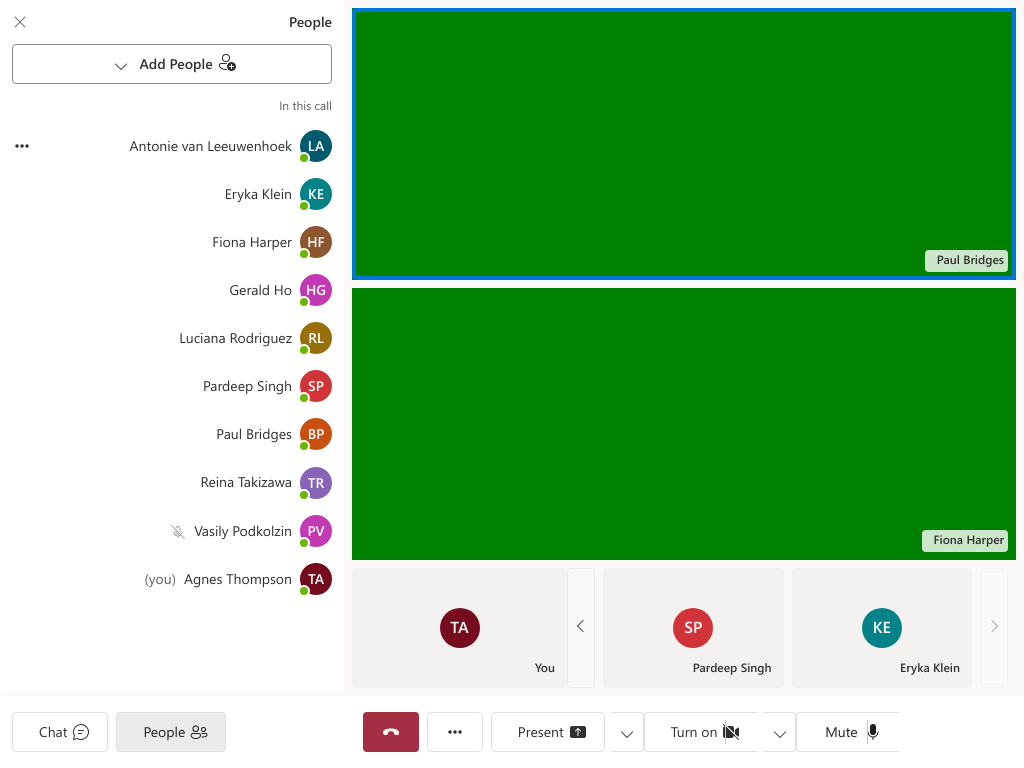 People
Add People
In this call
Antonie van Leeuwenhoek LA
Eryka Klein KE
Fiona Harper HF
Gerald Ho HG
Luciana Rodriguez RL
Pardeep Singh SP
Paul Bridges BP
Reina Takizawa TR
Vasily Podkolzin PV
(you) Agnes Thompson TA
Paul Bridges
Fiona Harper
TA
You
SP
Pardeep Singh
KE
Eryka Klein
Chat
People
Present
Turn on
Mute